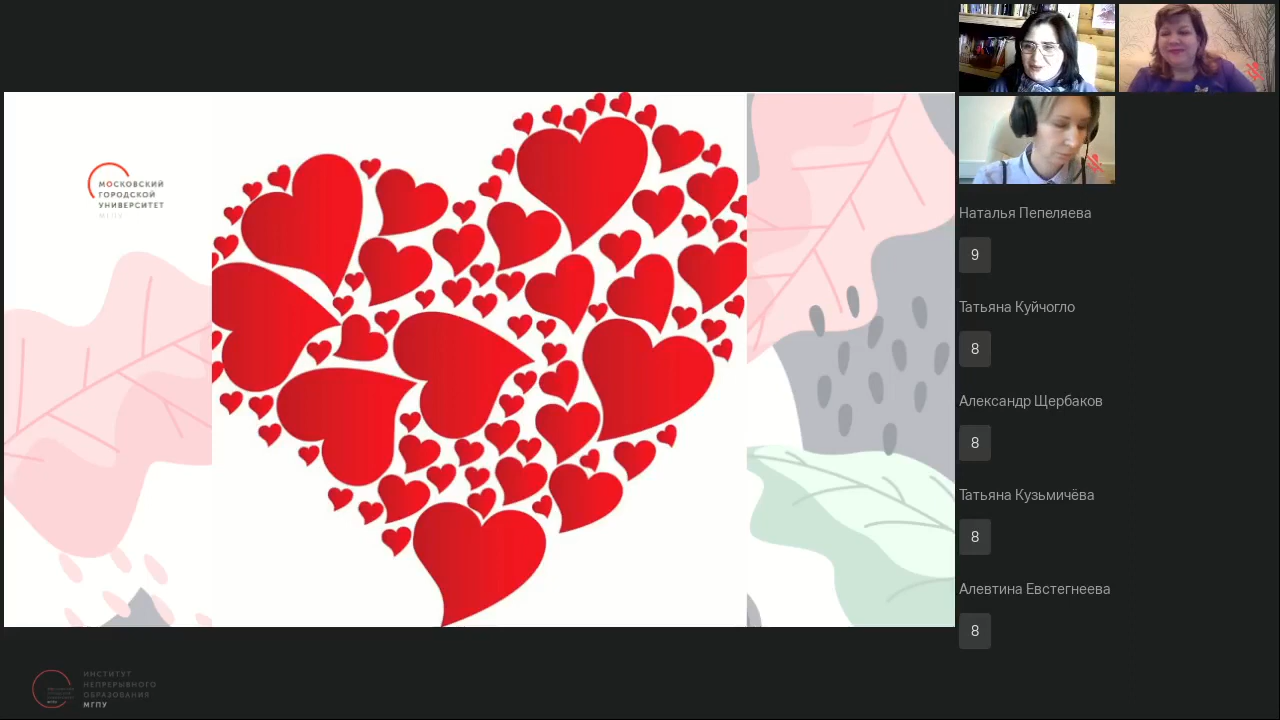 МОСКОВСКИЙ
ГОРОДСКОЙ
УНИВЕРСИТЕТ
МГПУ
Наталья Пепеляева
9
Татьяна Куйчогло
8
Александр Щербаков
8
Татьяна Кузьмичёва
8
Алевтина Евстегнеева
8
ИНСТИТУТ
НЕПРЕРЫВНОГО
ОБРАЗОВАНИЯ
МГПУ